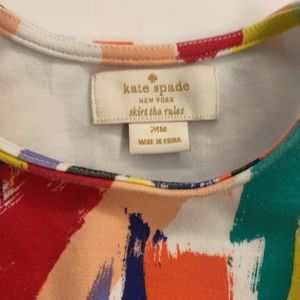 kate spade
NEW YORK
skirt the rules
24M
MADE IN CHINA